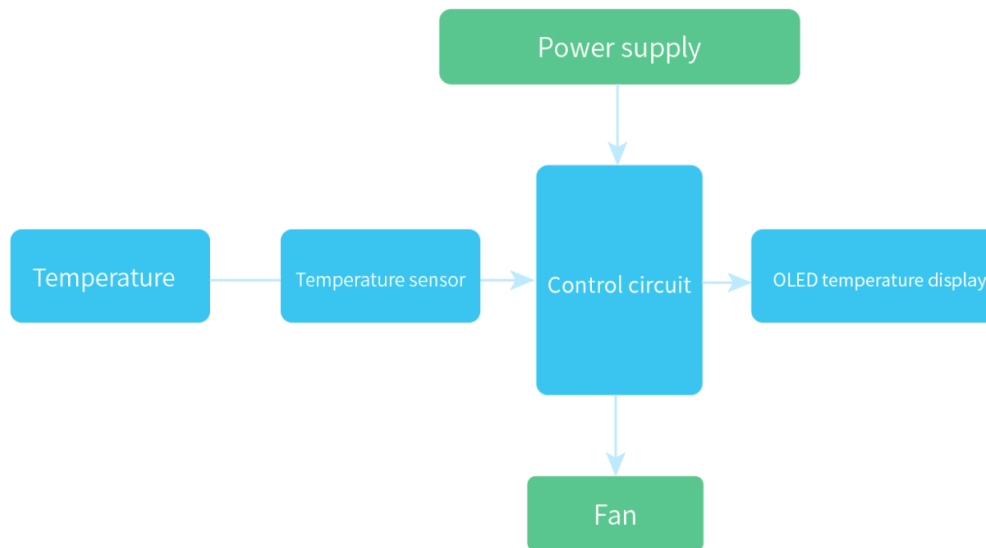 Power supply
Temperature
Temperature sensor
Control circuit
OLED temperature display
Fan